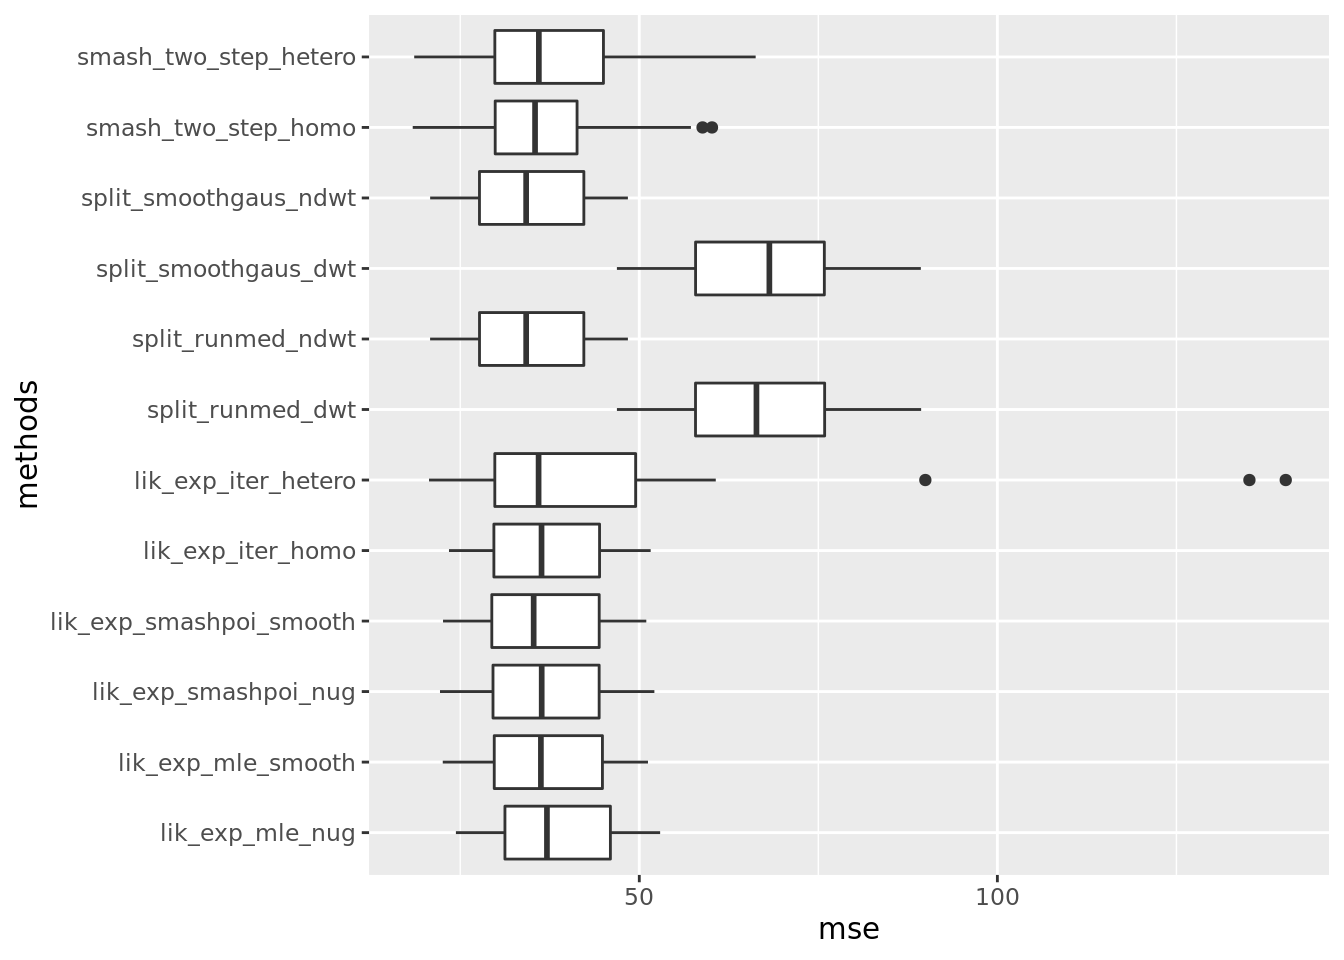 methods
smash_two_step_hetero
smash_two_step_homo
split_smoothgaus_ndwt
split_smoothgaus_dwt
split_runmed_ndwt
split_runmed_dwt
lik_exp_iter_hetero
lik_exp_iter_homo
lik_exp_smashpoi_smooth
lik_exp_smashpoi_nug
lik_exp_mle_smooth
lik_exp_mle_nug
50
100
mse